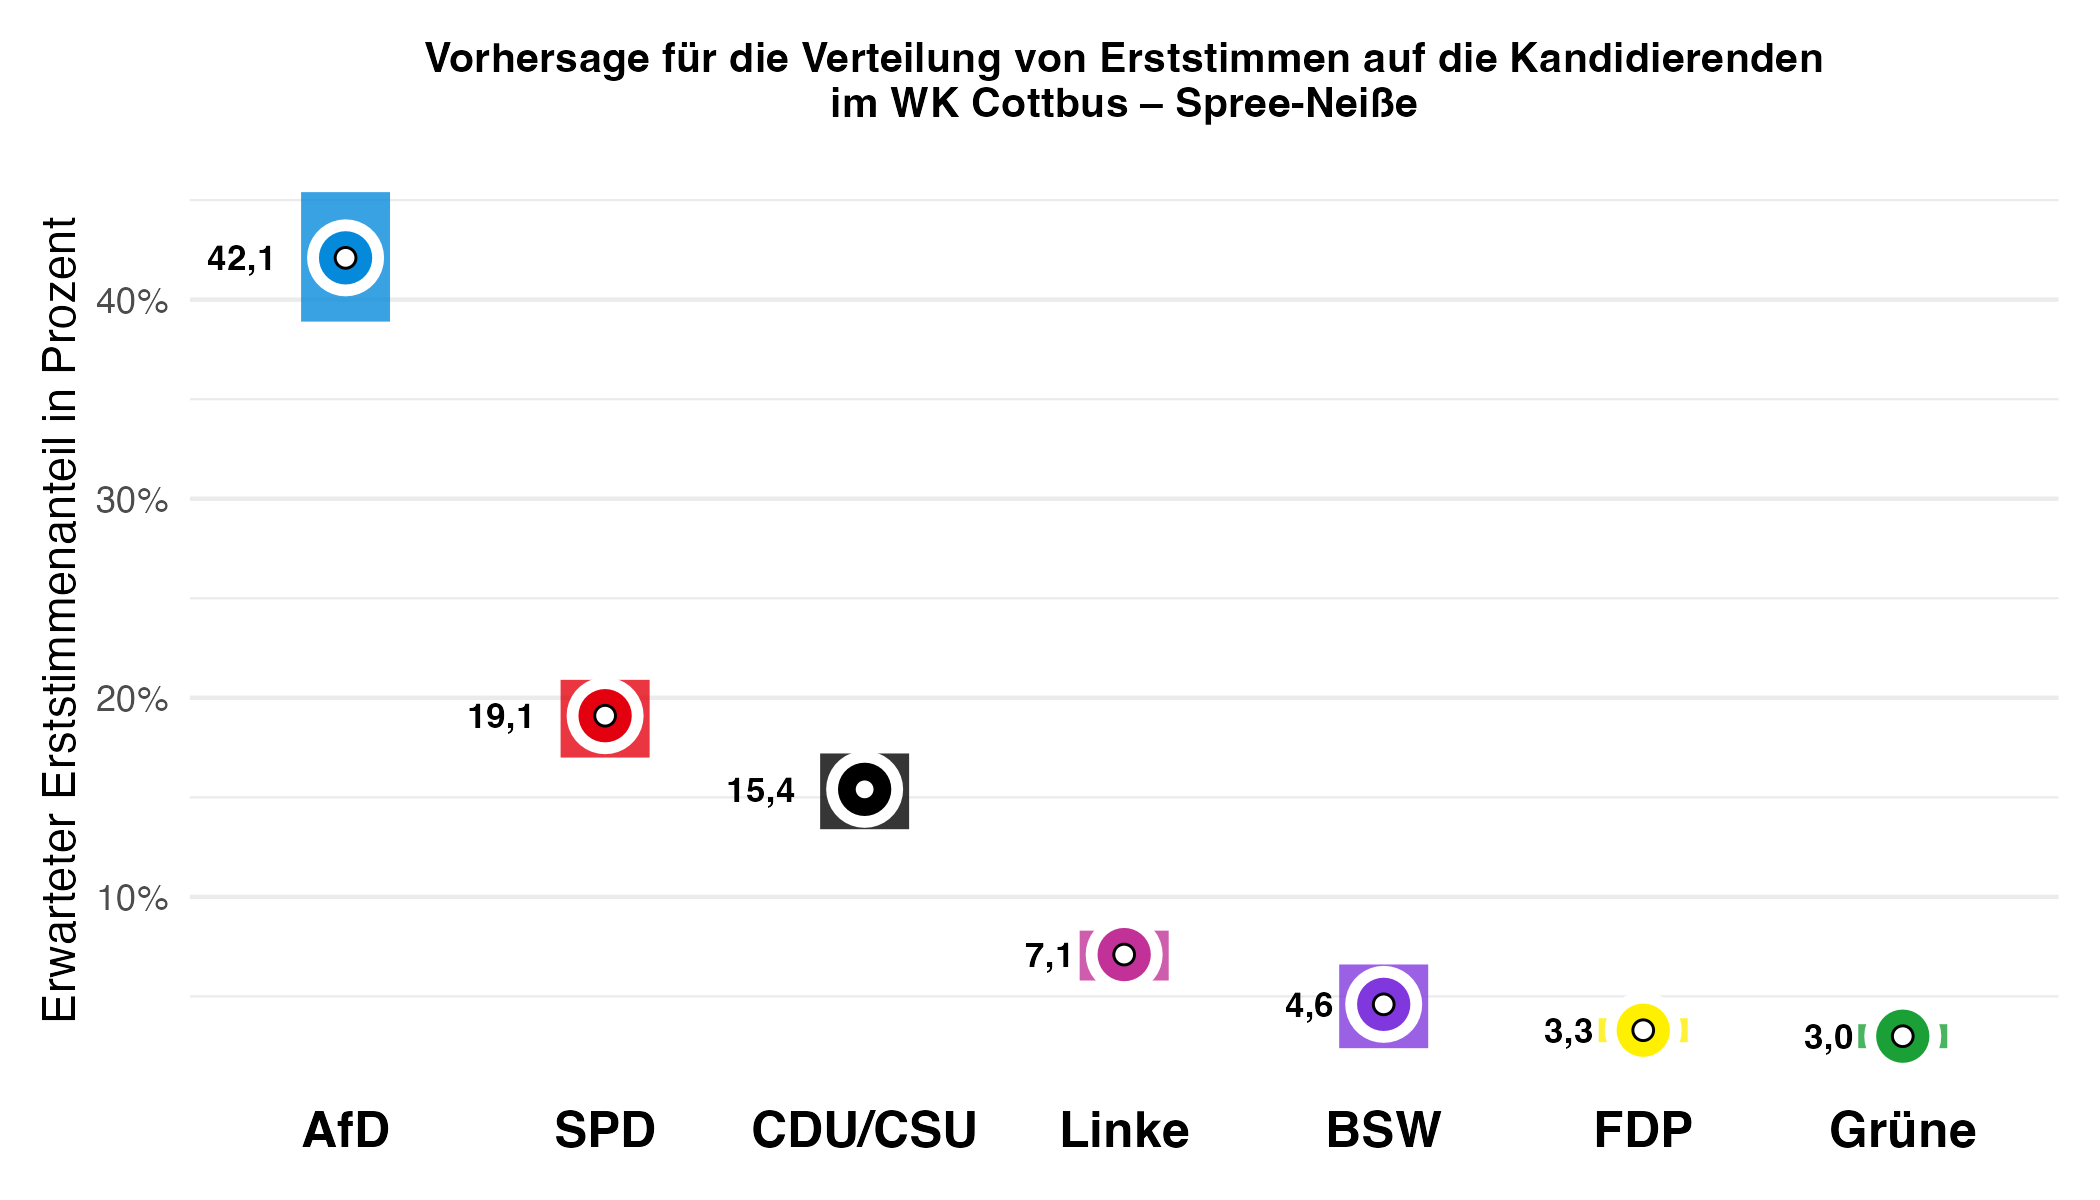 Vorhersage für die Verteilung von Erststimmen auf die Kandidierenden
im WK Cottbus – Spree-Neiße
Erwarteter Erststimmenanteil in Prozent
40%
30%
20%
10%
42,1
19,1
15,4
7,1
4,6
3,3
3,0
AfD
SPD
CDU/CSU
Linke
BSW
FDP
Grüne